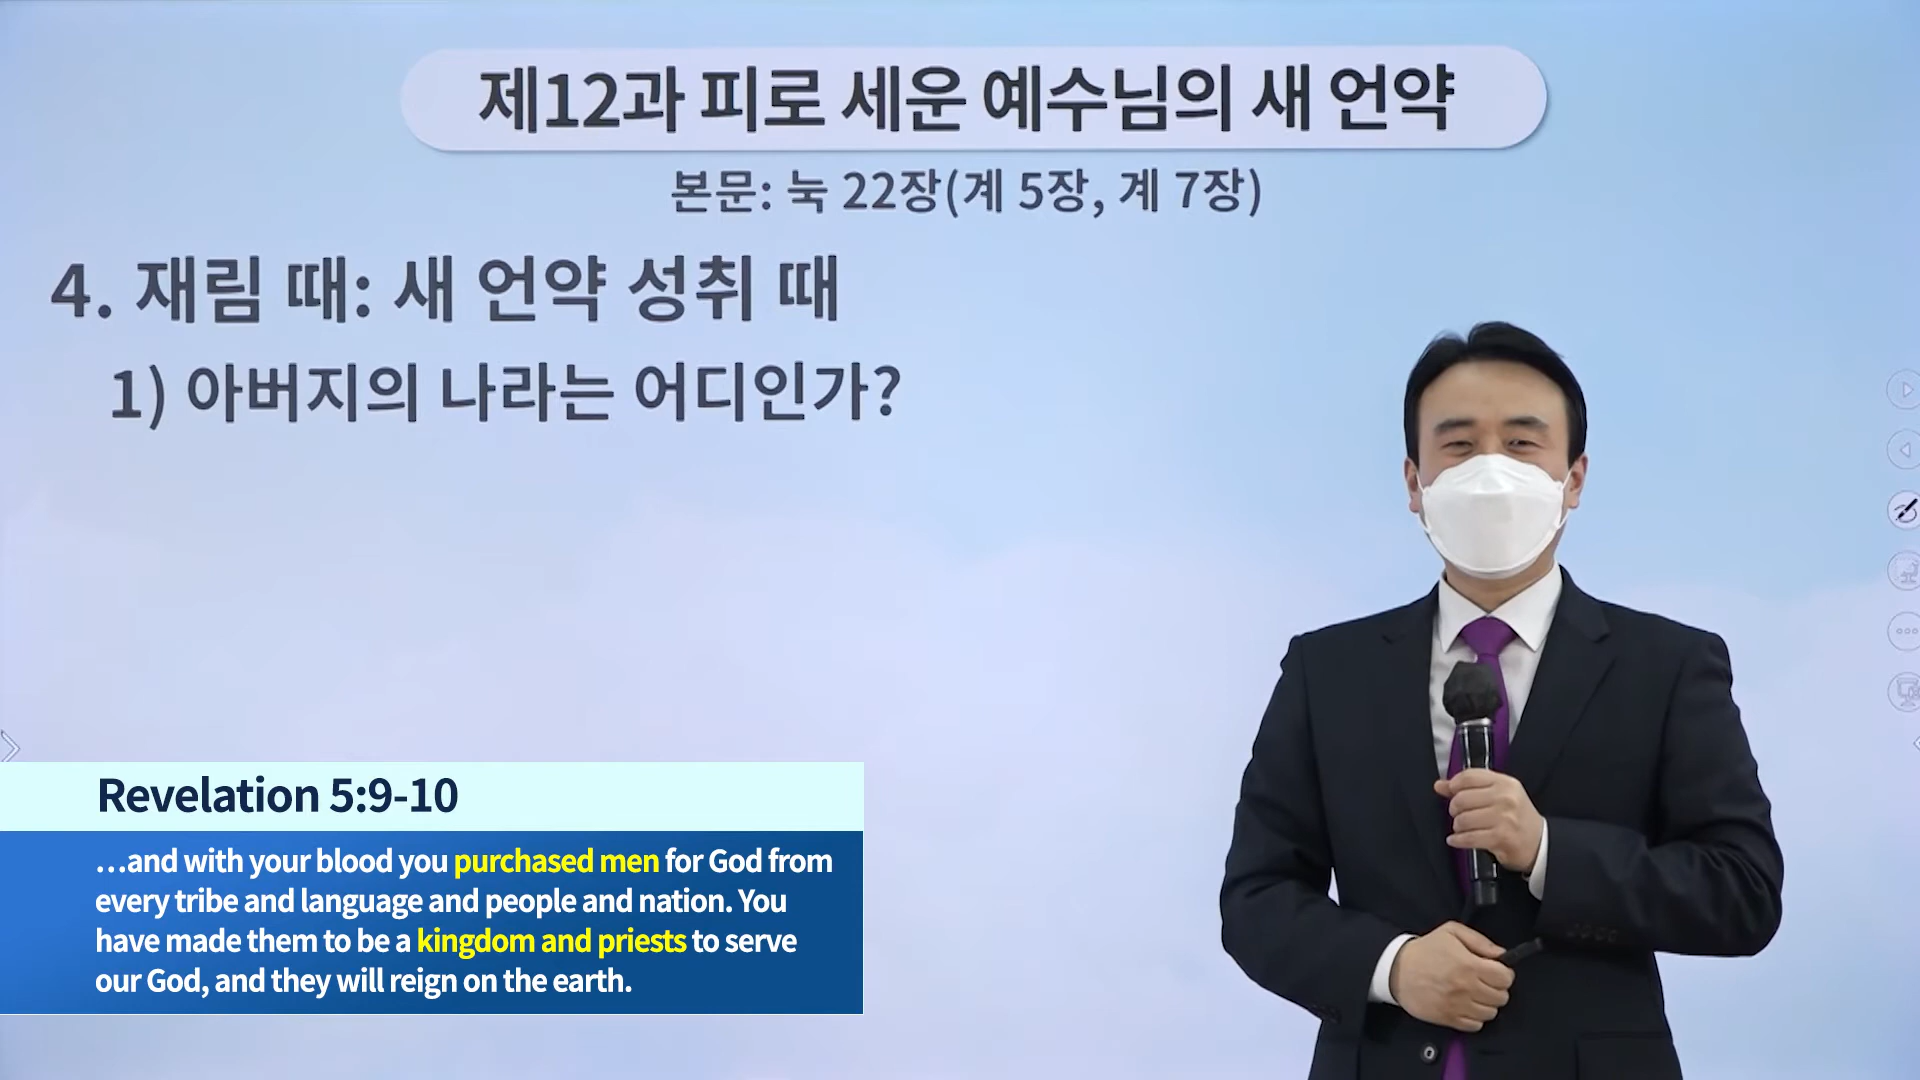 제12과 피로 세운 예수님의 새 언약
본문: 눅 22장(계 5장, 계 7장)
4. 재림 때: 새 언약 성취 때
1) 아버지의 나라는 어디인가?
Revelation 5:9-10
…and with your blood you purchased men for God from
every tribe and language and people and nation. You
have made them to be a kingdom and priests to serve
our God, and they will reign on the earth.